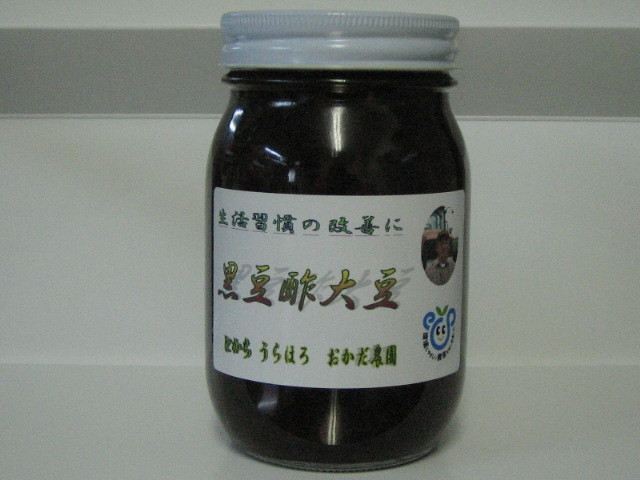 生活習慣の改善に
黒豆酢大豆
とかち うらほろ おかだ農園